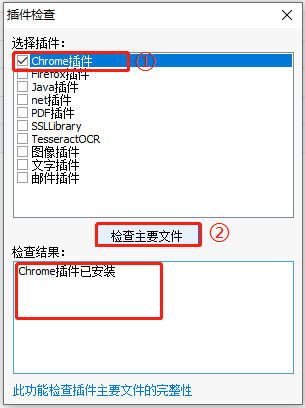 插件检查
选择插件：
Chrome插件
①
Firefox插件
Java插件
net插件
PDF插件
SSLLibrary
TesseractOCR
图像插件
文字插件
邮件插件
检查主要文件
②
检查结果：
Chrome插件已安装
此功能检查插件主要文件的完整性